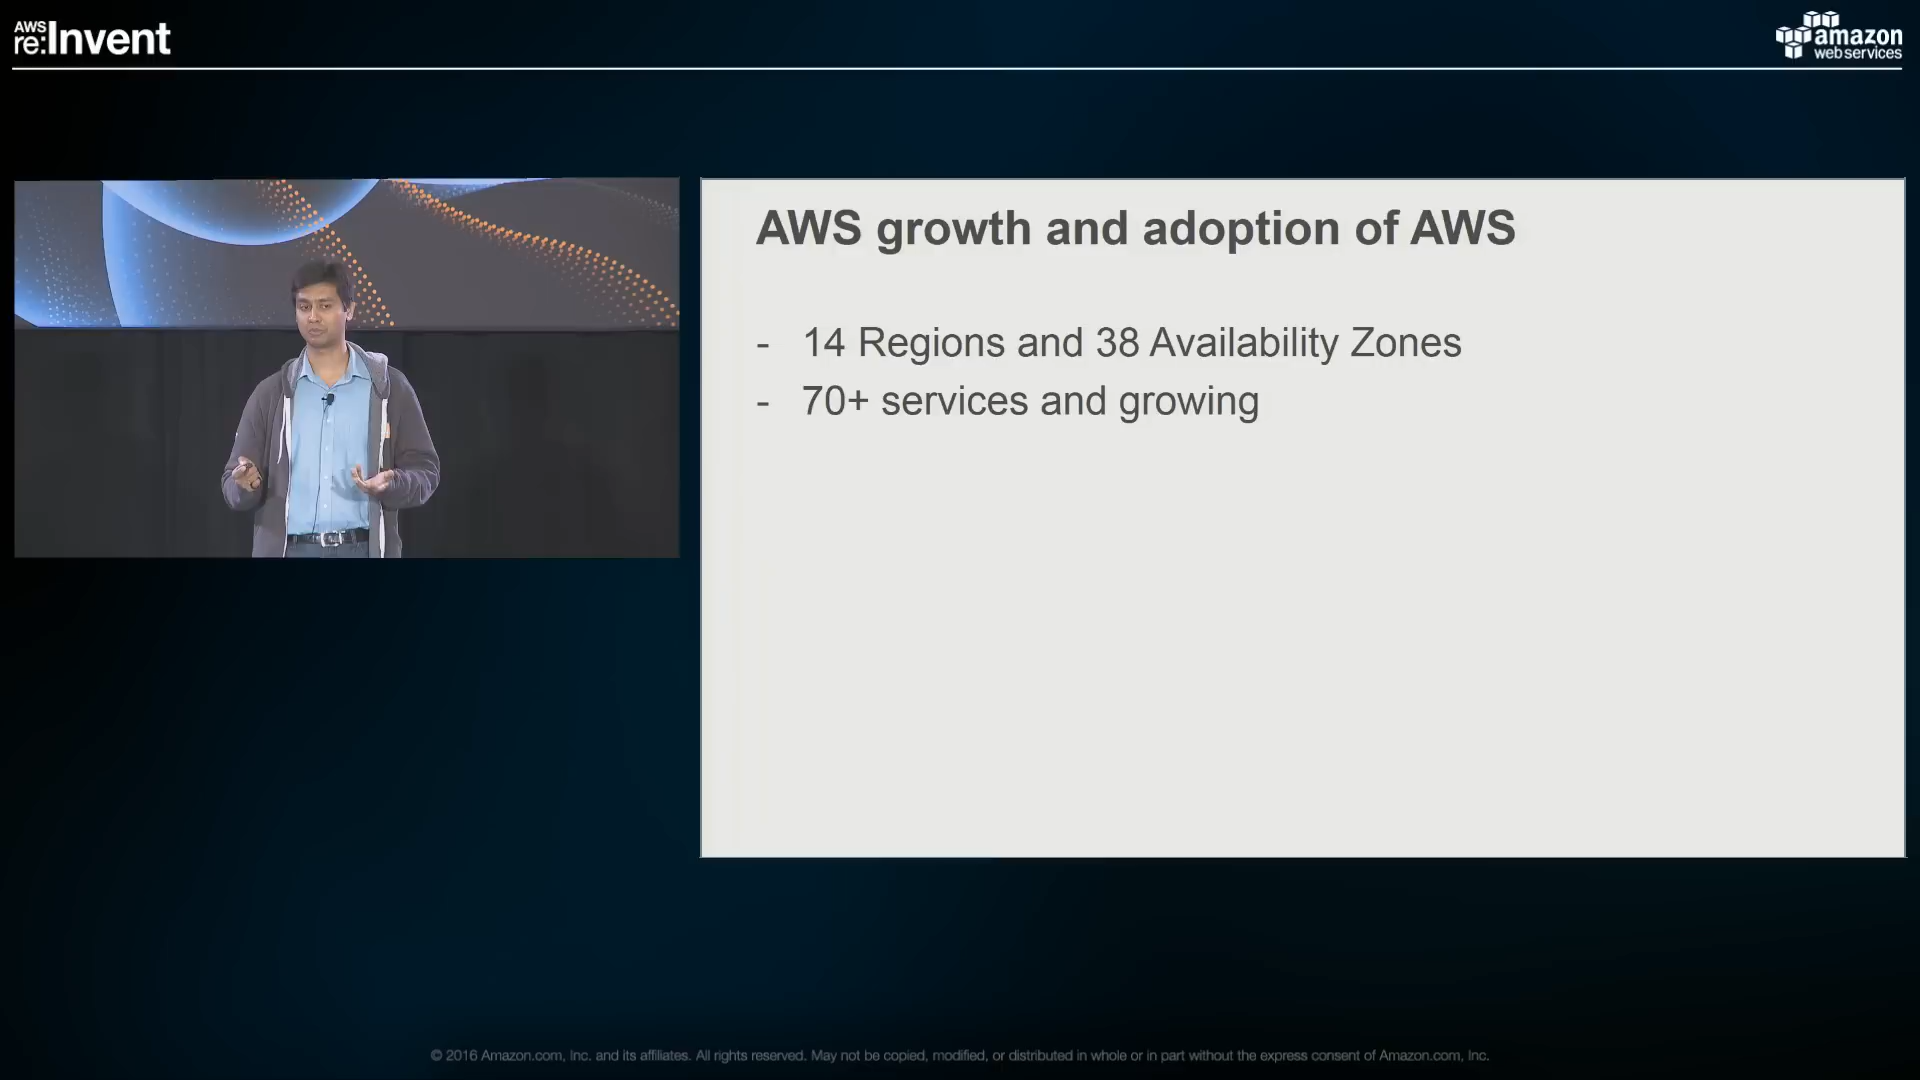 AWS
re:Invent
amazon
web services
AWS growth and adoption of AWS
- 14 Regions and 38 Availability Zones
- 70+ services and growing
© 2016 Amazon.com, Inc. and its affiliates. All rights reserved. May not be copied, modified, or distributed in whole or in part without the express consent of Amazon.com, Inc.